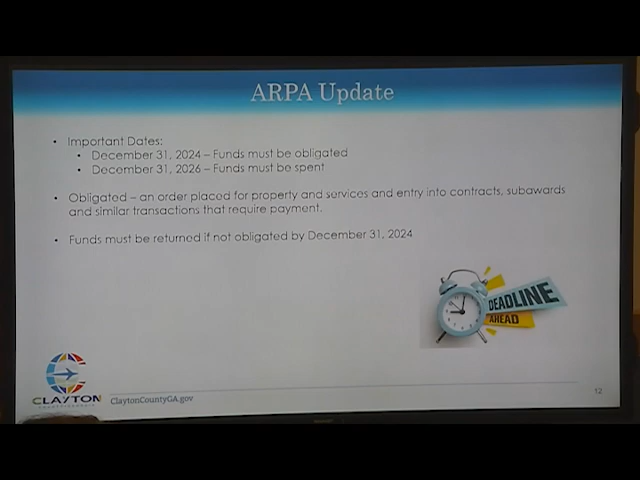 ARPA Update
• Important Dates:
• December 31, 2024 – Funds must be obligated
• December 31, 2026 – Funds must be spent
• Obligated – an order placed for property and services and entry into contracts, subawards
and similar transactions that require payment.
• Funds must be returned if not obligated by December 31, 2024
DEADLINE
AHEAD
CLAYTON
ClaytonCountyGA.gov
12